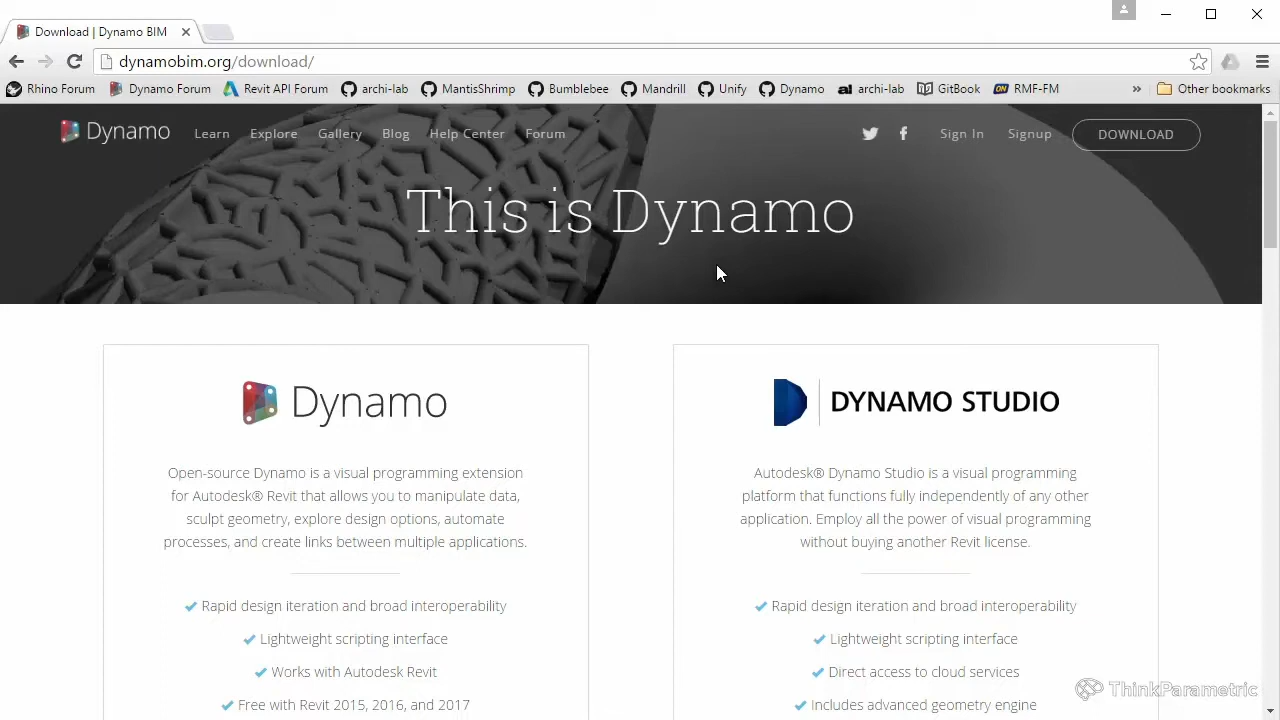 Download | Dynamo BIM
dynamobim.org/download/
Rhino Forum Dynamo Forum Revit API Forum archi-lab MantisShrimp Bumblebee Mandrill Unify Dynamo archi-lab GitBook RMF-FM » Other bookmarks
Dynamo Learn Explore Gallery Blog Help Center Forum Sign In Signup DOWNLOAD
This is Dynamo
Dynamo
Open-source Dynamo is a visual programming extension
for Autodesk® Revit that allows you to manipulate data,
sculpt geometry, explore design options, automate
processes, and create links between multiple applications.
Rapid design iteration and broad interoperability
Lightweight scripting interface
Works with Autodesk Revit
Free with Revit 2015, 2016, and 2017
DYNAMO STUDIO
Autodesk® Dynamo Studio is a visual programming
platform that functions fully independently of any other
application. Employ all the power of visual programming
without buying another Revit license.
Rapid design iteration and broad interoperability
Lightweight scripting interface
Direct access to cloud services
Includes advanced geometry engine
ThinkParametric